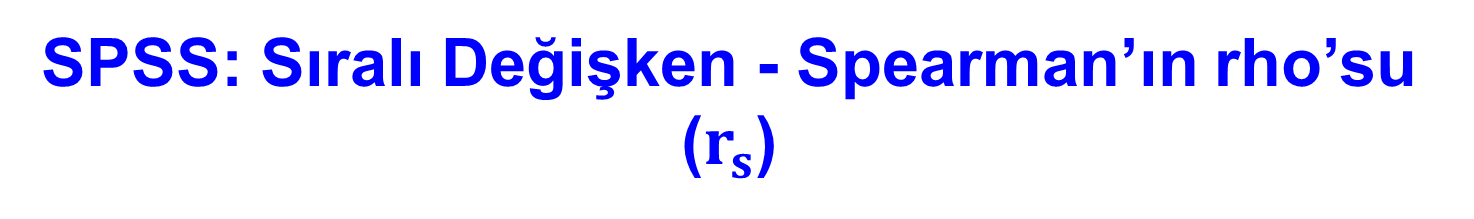 SPSS: Sıralı Değişken - Spearman’ın rho’su
(rₛ)